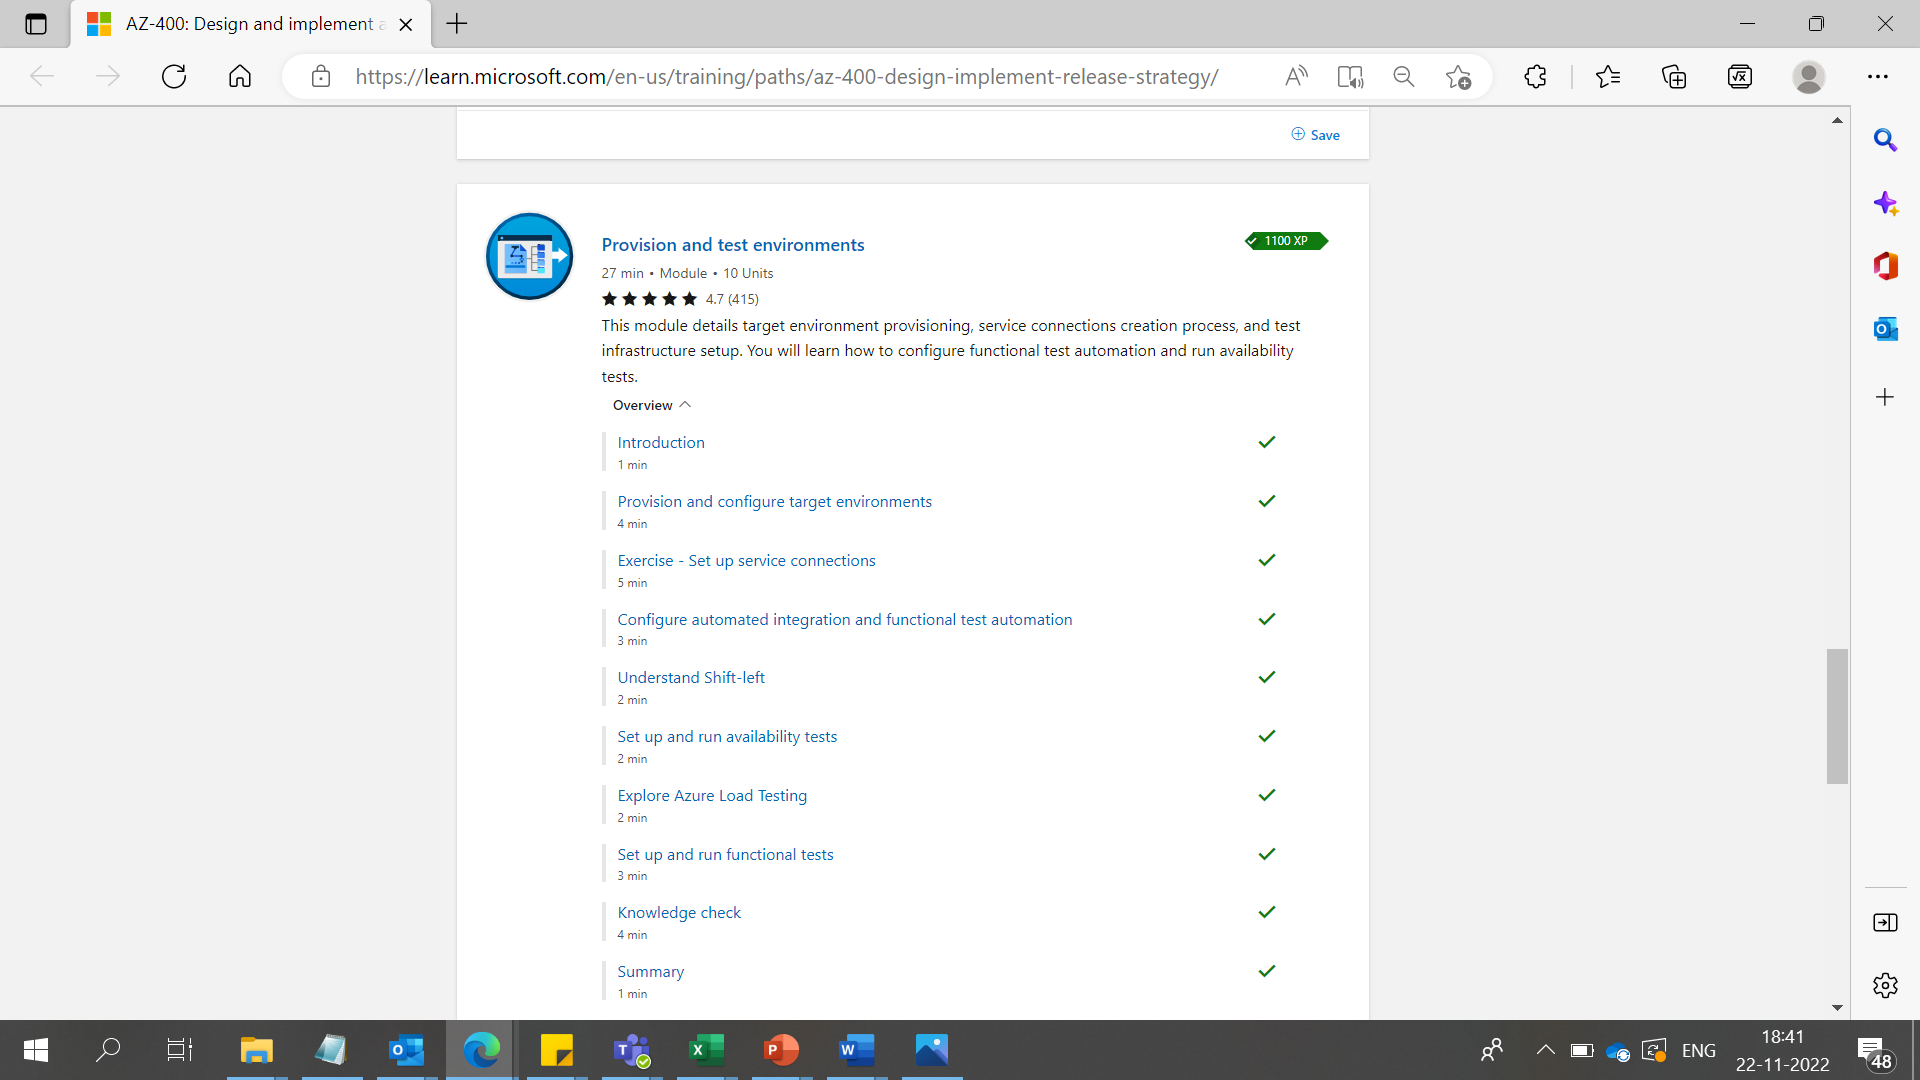 AZ-400: Design and implement a
https://learn.microsoft.com/en-us/training/paths/az-400-design-implement-release-strategy/
Save
Provision and test environments
1100 XP
27 min • Module • 10 Units
4.7 (415)
This module details target environment provisioning, service connections creation process, and test
infrastructure setup. You will learn how to configure functional test automation and run availability
tests.
Overview
Introduction
1 min
Provision and configure target environments
4 min
Exercise - Set up service connections
5 min
Configure automated integration and functional test automation
3 min
Understand Shift-left
2 min
Set up and run availability tests
2 min
Explore Azure Load Testing
2 min
Set up and run functional tests
3 min
Knowledge check
4 min
Summary
1 min
ENG
18:41
22-11-2022
48